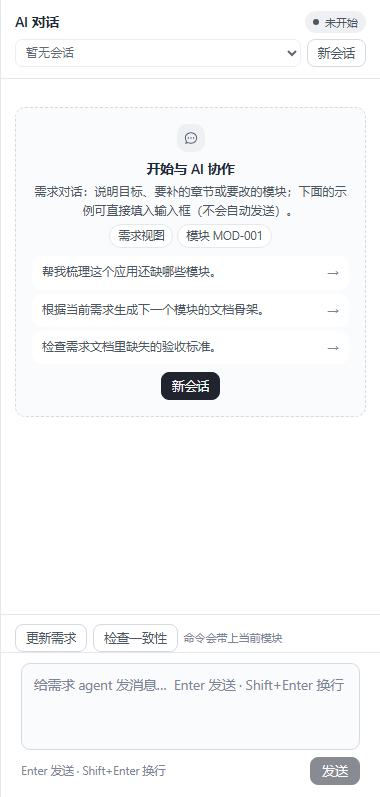 AI 对话
未开始
暂无会话
新会话
开始与 AI 协作
需求对话：说明目标、要补的章节或要改的模块；下面的示
例可直接填入输入框（不会自动发送）。
需求视图
模块 MOD-001
帮我梳理这个应用还缺哪些模块。 →
根据当前需求生成下一个模块的文档骨架。 →
检查需求文档里缺失的验收标准。 →
新会话
更新需求
检查一致性
命令会带上当前模块
给需求 agent 发消息... Enter 发送 · Shift+Enter 换行
Enter 发送 · Shift+Enter 换行
发送